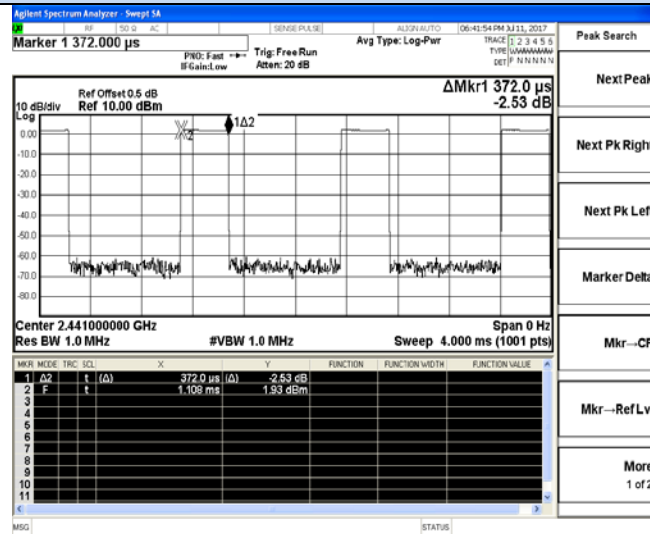 Agilent Spectrum Analyzer - Swept SA
RF 50 Ω AC SENSE:PULSE ALIGN AUTO 06:41:54 PM Jul 11, 2017
Marker 1 372.000 µs
PNO: Fast
IFGain:Low
Trig: Free Run
Atten: 20 dB
Avg Type: Log-Pwr
TRACE 1 2 3 4 5 6
TYPE
DET P N N N N N
Peak Search
Next Peak
Next Pk Right
Next Pk Left
Marker Delta
Mkr→CF
Mkr→Ref Lv
More
1 of 2
Ref Offset 0.5 dB
10 dB/div Ref 10.00 dBm
Log
ΔMkr1 372.0 µs
-2.53 dB
1Δ2
2
0.00
-10.0
-20.0
-30.0
-40.0
-50.0
-60.0
-70.0
-80.0
Center 2.441000000 GHz Span 0 Hz
Res BW 1.0 MHz #VBW 1.0 MHz Sweep 4.000 ms (1001 pts)
MKR MODE TRC SCL X Y FUNCTION FUNCTION WIDTH FUNCTION VALUE
1 Δ2 t (Δ) 372.0 µs (Δ) -2.53 dB
2 F t 1.108 ms 1.93 dBm
3
4
5
6
7
8
9
10
11
MSG STATUS